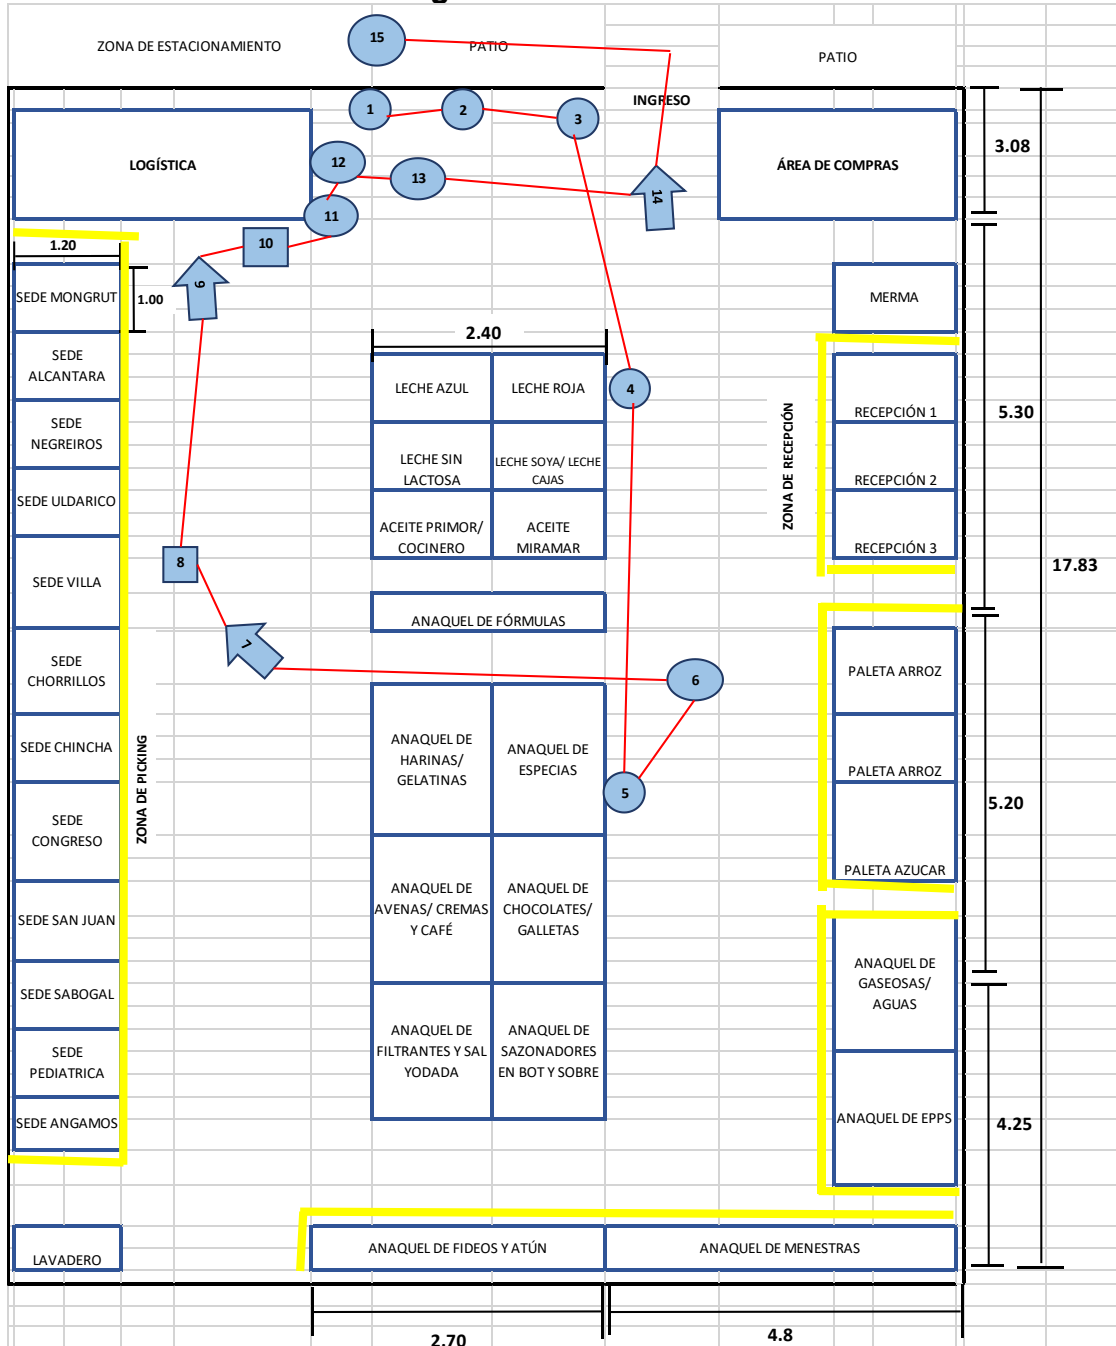 ZONA DE ESTACIONAMIENTO
15
PATIO
PATIO
INGRESO
1
2
3
LOGÍSTICA
12
13
14
ÁREA DE COMPRAS
3.08
11
10
1.20
9
SEDE MONGRUT
1.00
MERMA
2.40
SEDE
ALCANTARA
LECHE AZUL
LECHE ROJA
4
RECEPCIÓN 1
5.30
SEDE
NEGREIROS
LECHE SIN
LACTOSA
LECHE SOYA/ LECHE
CAJAS
ZONA DE RECEPCIÓN
RECEPCIÓN 2
SEDE ULDARICO
ACEITE PRIMOR/
COCINERO
ACEITE
MIRAMAR
RECEPCIÓN 3
17.83
8
SEDE VILLA
ANAQUEL DE FÓRMULAS
7
SEDE
CHORRILLOS
6
PALETA ARROZ
ZONA DE PICKING
SEDE CHINCHA
ANAQUEL DE
HARINAS/
GELATINAS
ANAQUEL DE
ESPECIAS
PALETA ARROZ
5
5.20
SEDE
CONGRESO
PALETA AZUCAR
SEDE SAN JUAN
ANAQUEL DE
AVENAS/ CREMAS
Y CAFÉ
ANAQUEL DE
CHOCOLATES/
GALLETAS
ANAQUEL DE
GASEOSAS/
AGUAS
SEDE SABOGAL
ANAQUEL DE
FILTRANTES Y SAL
YODADA
ANAQUEL DE
SAZONADORES
EN BOT Y SOBRE
SEDE
PEDIATRICA
SEDE ANGAMOS
ANAQUEL DE EPPS
4.25
LAVADERO
ANAQUEL DE FIDEOS Y ATÚN
ANAQUEL DE MENESTRAS
2.70
4.8